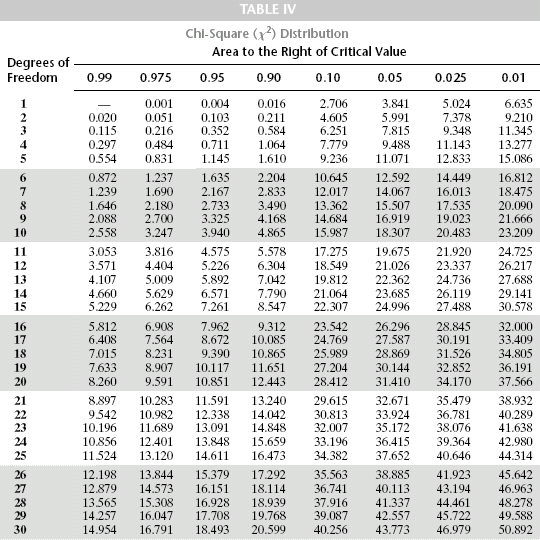 TABLE IV
Chi-Square (χ²) Distribution
Area to the Right of Critical Value
Degrees of
Freedom 0.99 0.975 0.95 0.90 0.10 0.05 0.025 0.01
1 — 0.001 0.004 0.016 2.706 3.841 5.024 6.635
2 0.020 0.051 0.103 0.211 4.605 5.991 7.378 9.210
3 0.115 0.216 0.352 0.584 6.251 7.815 9.348 11.345
4 0.297 0.484 0.711 1.064 7.779 9.488 11.143 13.277
5 0.554 0.831 1.145 1.610 9.236 11.071 12.833 15.086
6 0.872 1.237 1.635 2.204 10.645 12.592 14.449 16.812
7 1.239 1.690 2.167 2.833 12.017 14.067 16.013 18.475
8 1.646 2.180 2.733 3.490 13.362 15.507 17.535 20.090
9 2.088 2.700 3.325 4.168 14.684 16.919 19.023 21.666
10 2.558 3.247 3.940 4.865 15.987 18.307 20.483 23.209
11 3.053 3.816 4.575 5.578 17.275 19.675 21.920 24.725
12 3.571 4.404 5.226 6.304 18.549 21.026 23.337 26.217
13 4.107 5.009 5.892 7.042 19.812 22.362 24.736 27.688
14 4.660 5.629 6.571 7.790 21.064 23.685 26.119 29.141
15 5.229 6.262 7.261 8.547 22.307 24.996 27.488 30.578
16 5.812 6.908 7.962 9.312 23.542 26.296 28.845 32.000
17 6.408 7.564 8.672 10.085 24.769 27.587 30.191 33.409
18 7.015 8.231 9.390 10.865 25.989 28.869 31.526 34.805
19 7.633 8.907 10.117 11.651 27.204 30.144 32.852 36.191
20 8.260 9.591 10.851 12.443 28.412 31.410 34.170 37.566
21 8.897 10.283 11.591 13.240 29.615 32.671 35.479 38.932
22 9.542 10.982 12.338 14.042 30.813 33.924 36.781 40.289
23 10.196 11.689 13.091 14.848 32.007 35.172 38.076 41.638
24 10.856 12.401 13.848 15.659 33.196 36.415 39.364 42.980
25 11.524 13.120 14.611 16.473 34.382 37.652 40.646 44.314
26 12.198 13.844 15.379 17.292 35.563 38.885 41.923 45.642
27 12.879 14.573 16.151 18.114 36.741 40.113 43.194 46.963
28 13.565 15.308 16.928 18.939 37.916 41.337 44.461 48.278
29 14.257 16.047 17.708 19.768 39.087 42.557 45.722 49.588
30 14.954 16.791 18.493 20.599 40.256 43.773 46.979 50.892